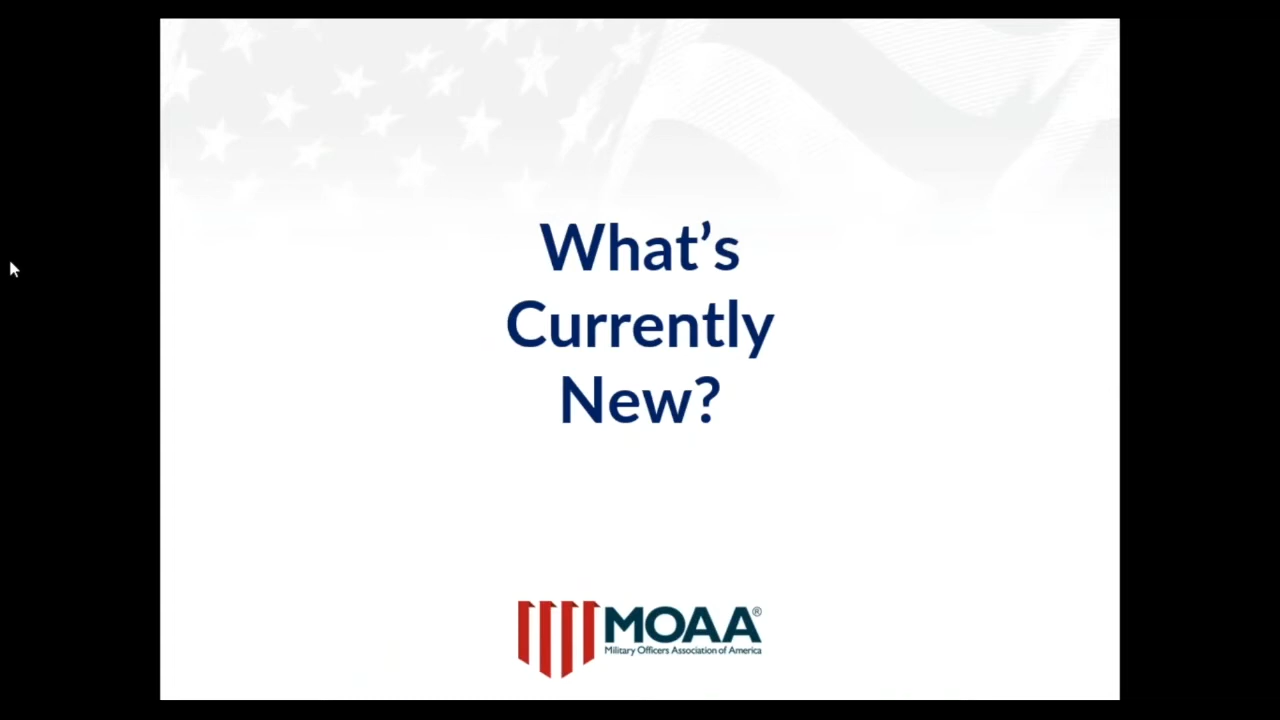 What’s
Currently
New?
MOAA®
Military Officers Association of America